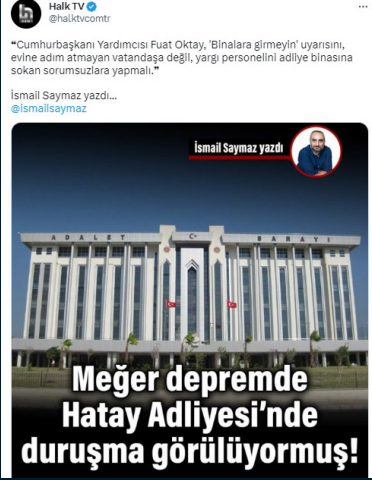 Halk TV
@halktvcomtr
❝Cumhurbaşkanı Yardımcısı Fuat Oktay, 'Binalara girmeyin' uyarısını,
evine adım atmayan vatandaşa değil, yargı personelini adliye binasına
sokan sorumsuzlara yapmalı.❞
İsmail Saymaz yazdı...
@ismailsaymaz
İsmail Saymaz yazdı
ADALET SARAYI
Meğer depremde
Hatay Adliyesi'nde
duruşma görülüyormuş!